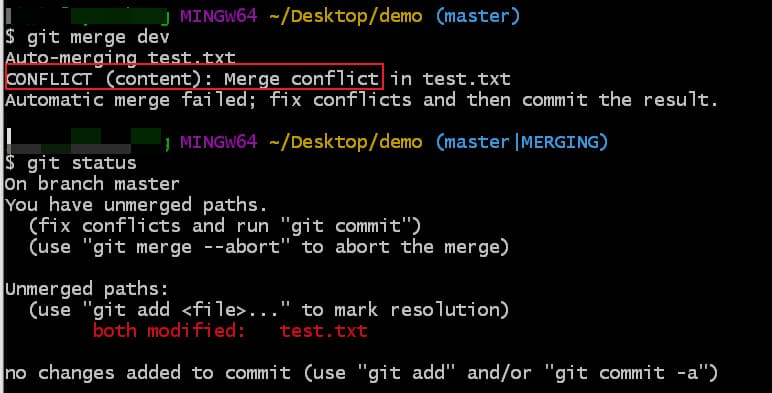 MINGW64 ~/Desktop/demo (master)
$ git merge dev
Auto-merging test.txt
CONFLICT (content): Merge conflict in test.txt
Automatic merge failed; fix conflicts and then commit the result.
MINGW64 ~/Desktop/demo (master|MERGING)
$ git status
On branch master
You have unmerged paths.
(fix conflicts and run "git commit")
(use "git merge --abort" to abort the merge)
Unmerged paths:
(use "git add <file>..." to mark resolution)
both modified: test.txt
no changes added to commit (use "git add" and/or "git commit -a")